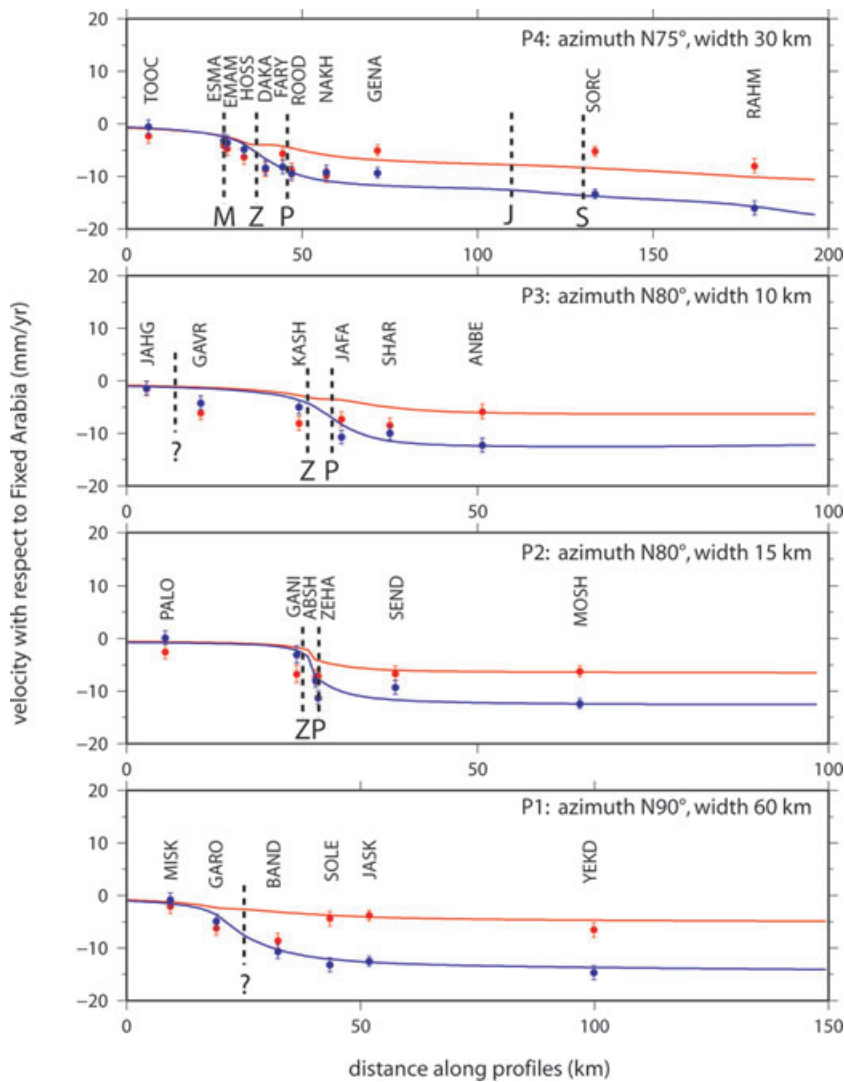 P4: azimuth N75°, width 30 km
20
10
0
−10
−20
TOOC
ESMA
EMAM
HOSS
DAKA
FARY
ROOD
NAKH
GENA
SORC
RAHM
M
Z
P
J
S
0
50
100
150
200
P3: azimuth N80°, width 10 km
20
10
0
−10
−20
JAHG
GAVR
KASH
JAFA
SHAR
ANBE
?
Z
P
0
50
100
P2: azimuth N80°, width 15 km
20
10
0
−10
−20
PALO
GANI
ABSH
ZEHA
SEND
MOSH
ZP
0
50
100
P1: azimuth N90°, width 60 km
20
10
0
−10
−20
MISK
GARO
BAND
SOLE
JASK
YEKD
?
0
50
100
150
velocity with respect to Fixed Arabia (mm/yr)
distance along profiles (km)